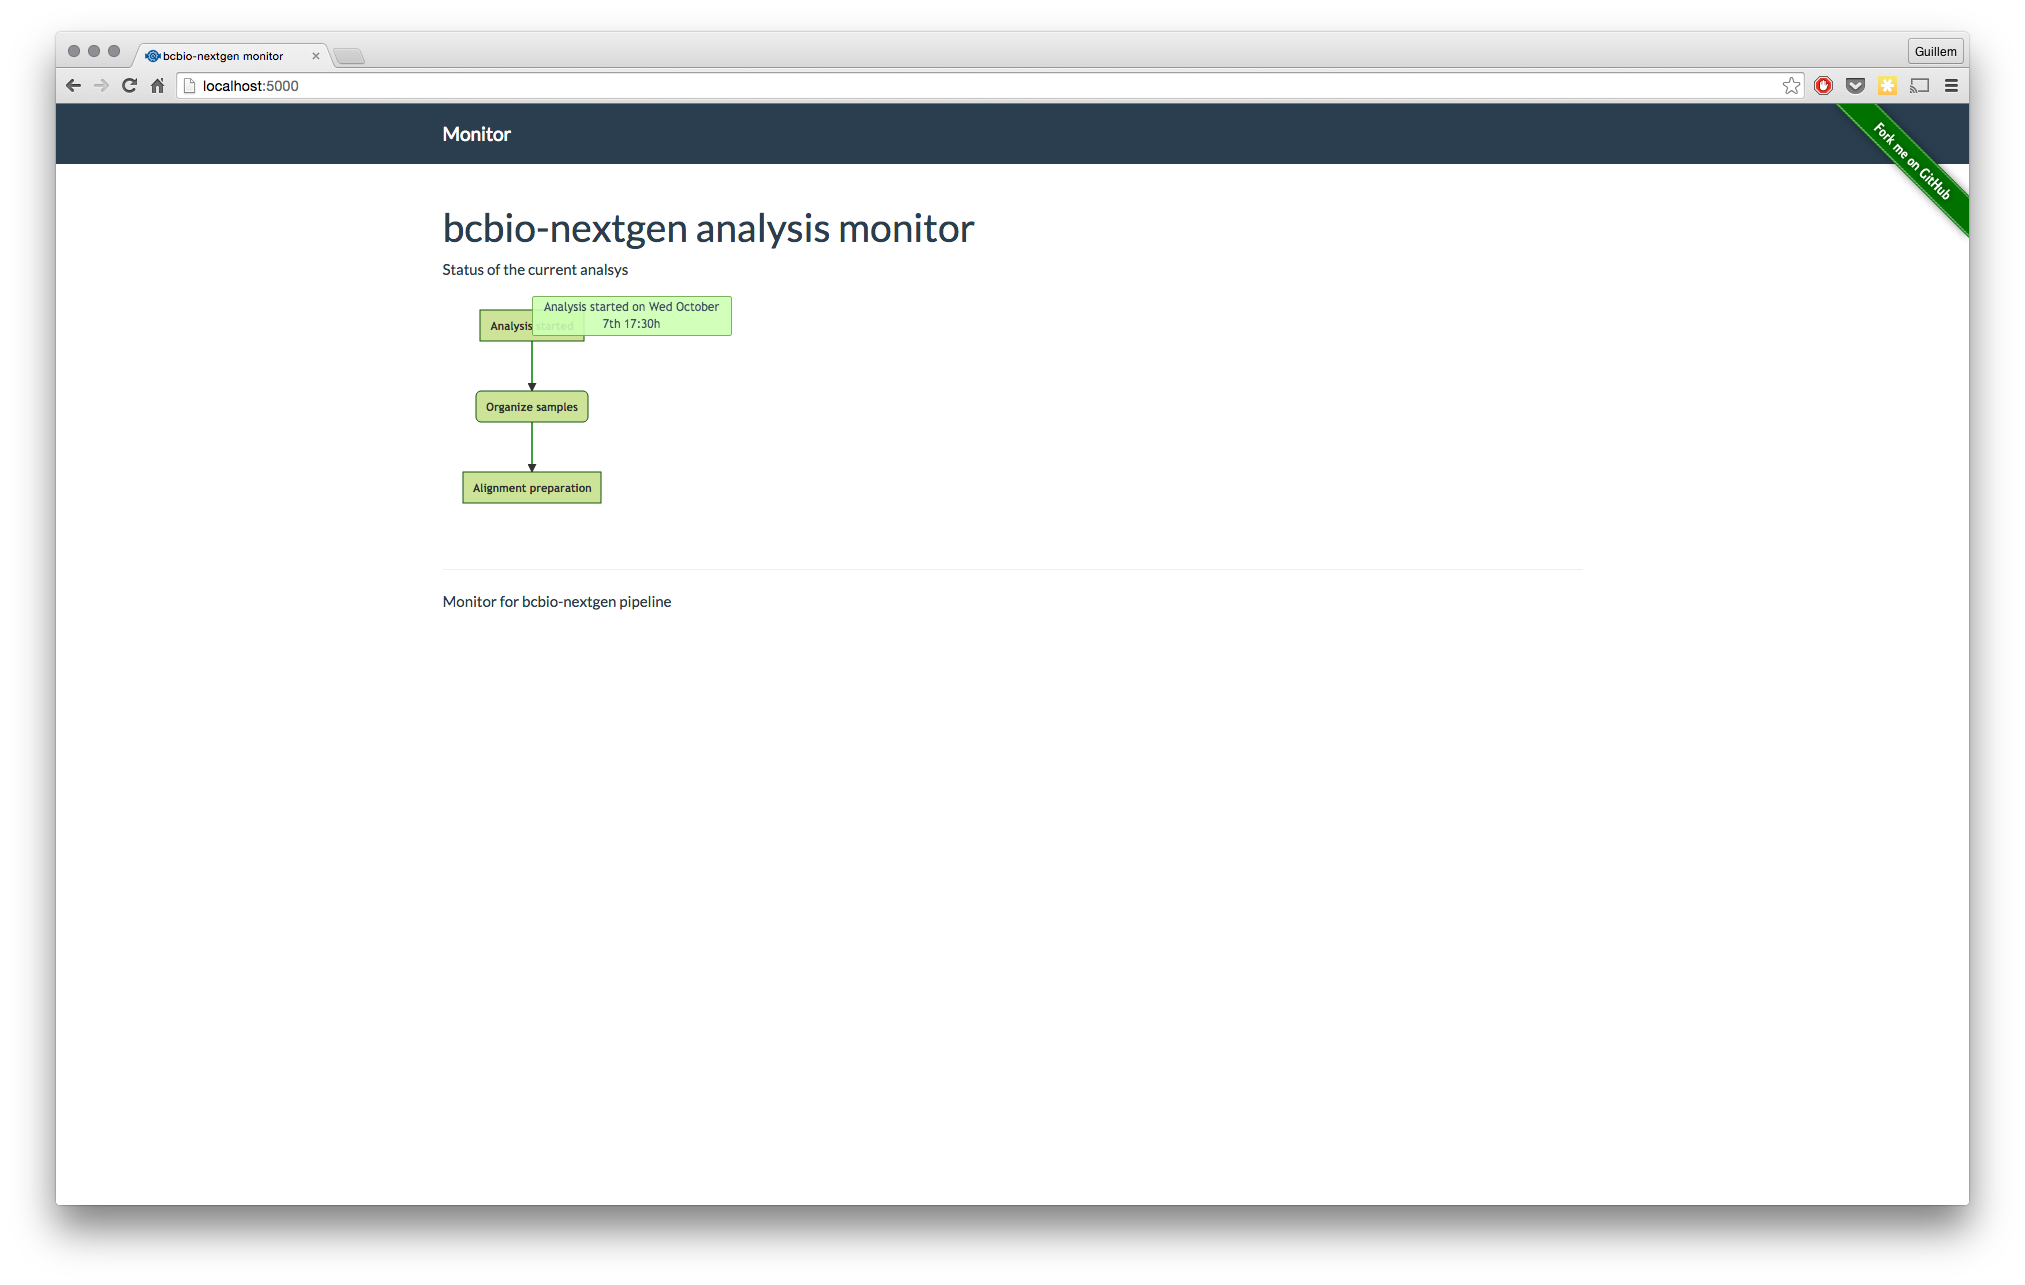 bcbio-nextgen monitor
Guillem
localhost:5000
Monitor
Fork me on GitHub
bcbio-nextgen analysis monitor
Status of the current analsys
Analysis started on Wed October
7th 17:30h
Analysis started
Organize samples
Alignment preparation
Monitor for bcbio-nextgen pipeline